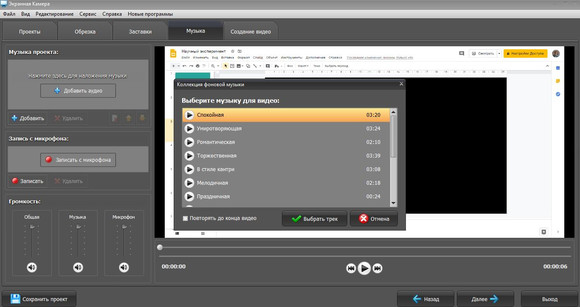 Экранная Камера
Файл Вид Редактирование Сервис Справка Новые программы
Проекты Обрезка Заставки Музыка Создание видео
Музыка проекта:
Нажмите здесь для наложения музыки
Добавить аудио
Добавить Удалить
Запись с микрофона:
Записать с микрофона
Записать Удалить
Громкость:
Общая Музыка Микрофон
Коллекция фоновой музыки
Выберите музыку для видео:
Спокойная 03:20
Умиротворяющая 03:24
Романтическая 02:10
Торжественная 03:39
В стиле кантри 03:08
Мелодичная 02:18
Праздничная 00:24
Повторять до конца видео
Выбрать трек
Отмена
00:00:00 00:00:06
Сохранить проект
Назад Далее Выход